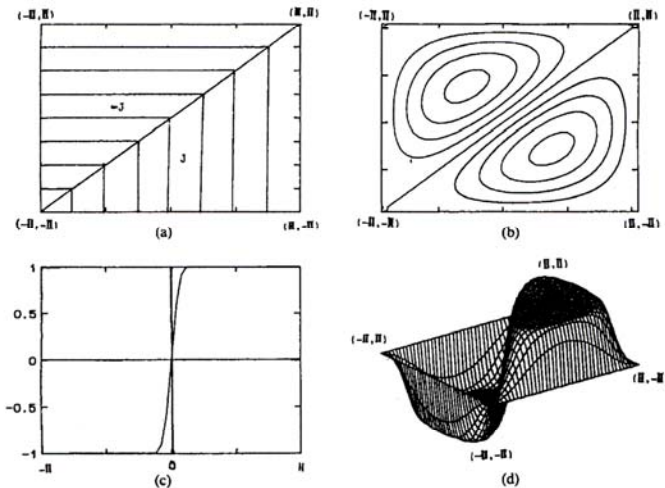 (-π,π) (π,π)
-J
J
(-π,-π) (π,-π)
(a)
(-π,π) (π,π)
(-π,-π) (π,-π)
(b)
1
0.5
0
-0.5
-1
-π 0 π
(c)
(π,π)
(-π,π)
(π,-π
(-π,-π)
(d)